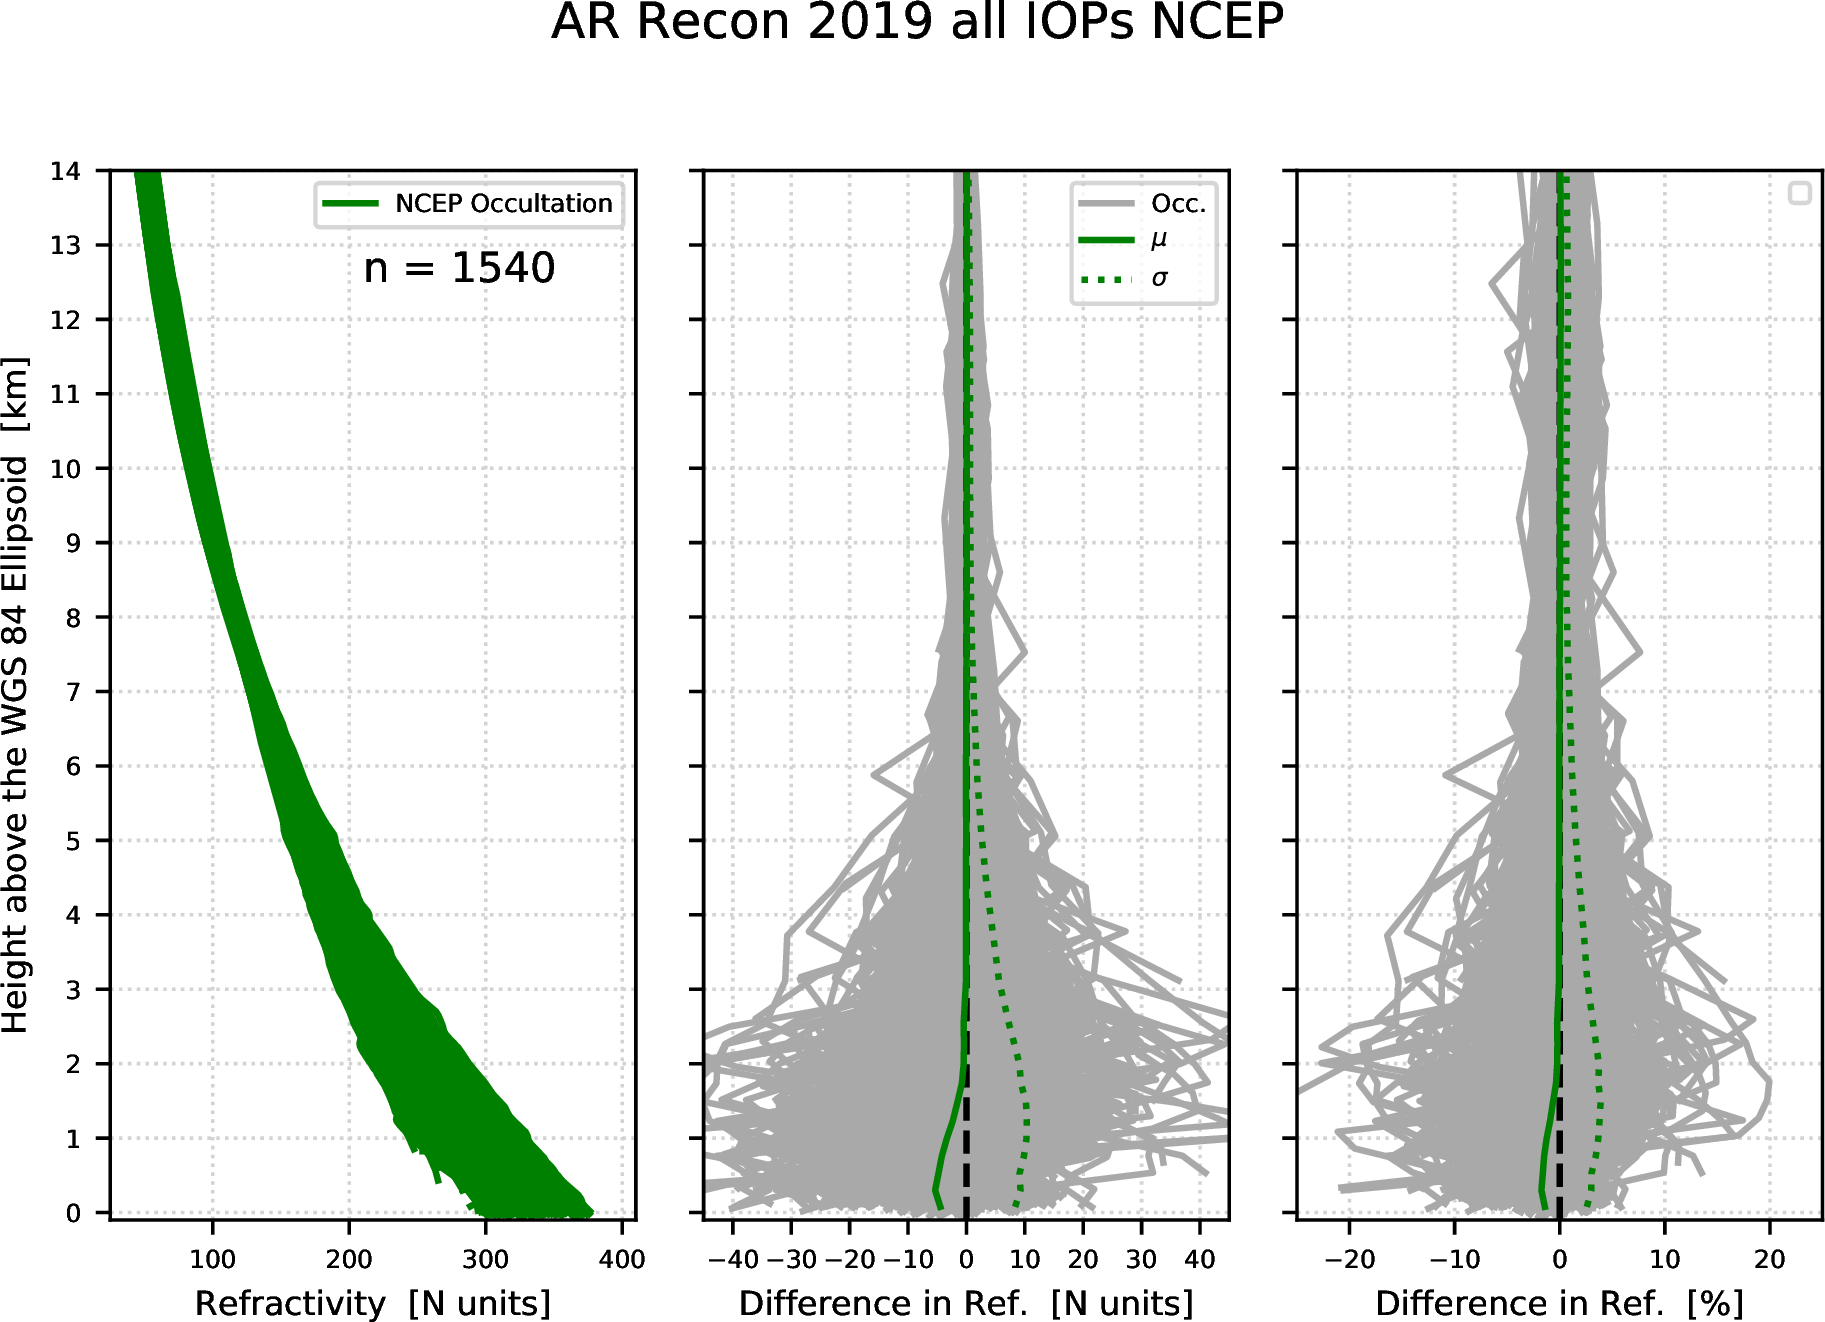 AR Recon 2019 all IOPs NCEP
Height above the WGS 84 Ellipsoid [km]
14
13
12
11
10
9
8
7
6
5
4
3
2
1
0
NCEP Occultation
n = 1540
100 200 300 400
Refractivity [N units]
Occ.
μ
σ
−40 −30 −20 −10 0 10 20 30 40
Difference in Ref. [N units]
−20 −10 0 10 20
Difference in Ref. [%]